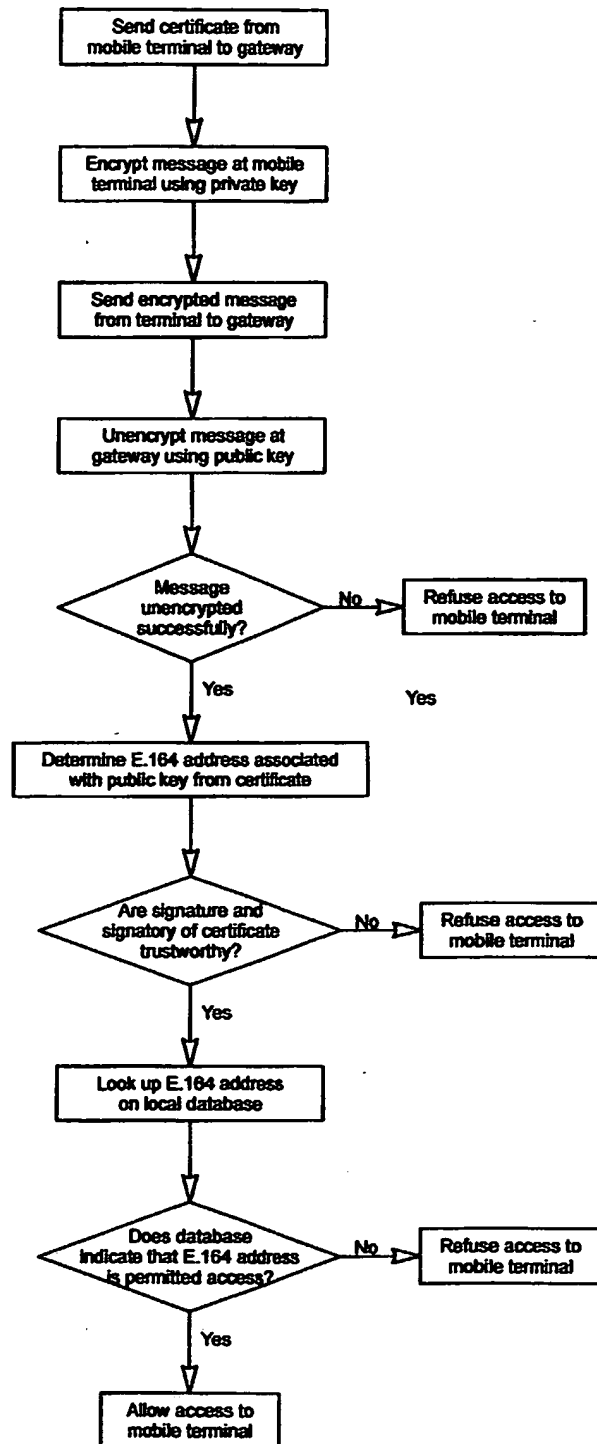 Send certificate from
mobile terminal to gateway
Encrypt message at mobile
terminal using private key
Send encrypted message
from terminal to gateway
Unencrypt message at
gateway using public key
Message
unencrypted
successfully?
No
Refuse access to
mobile terminal
Yes
Yes
Determine E.164 address associated
with public key from certificate
Are signature and
signatory of certificate
trustworthy?
No
Refuse access to
mobile terminal
Yes
Look up E.164 address
on local database
Does database
indicate that E.164 address
is permitted access?
No
Refuse access to
mobile terminal
Yes
Allow access to
mobile terminal